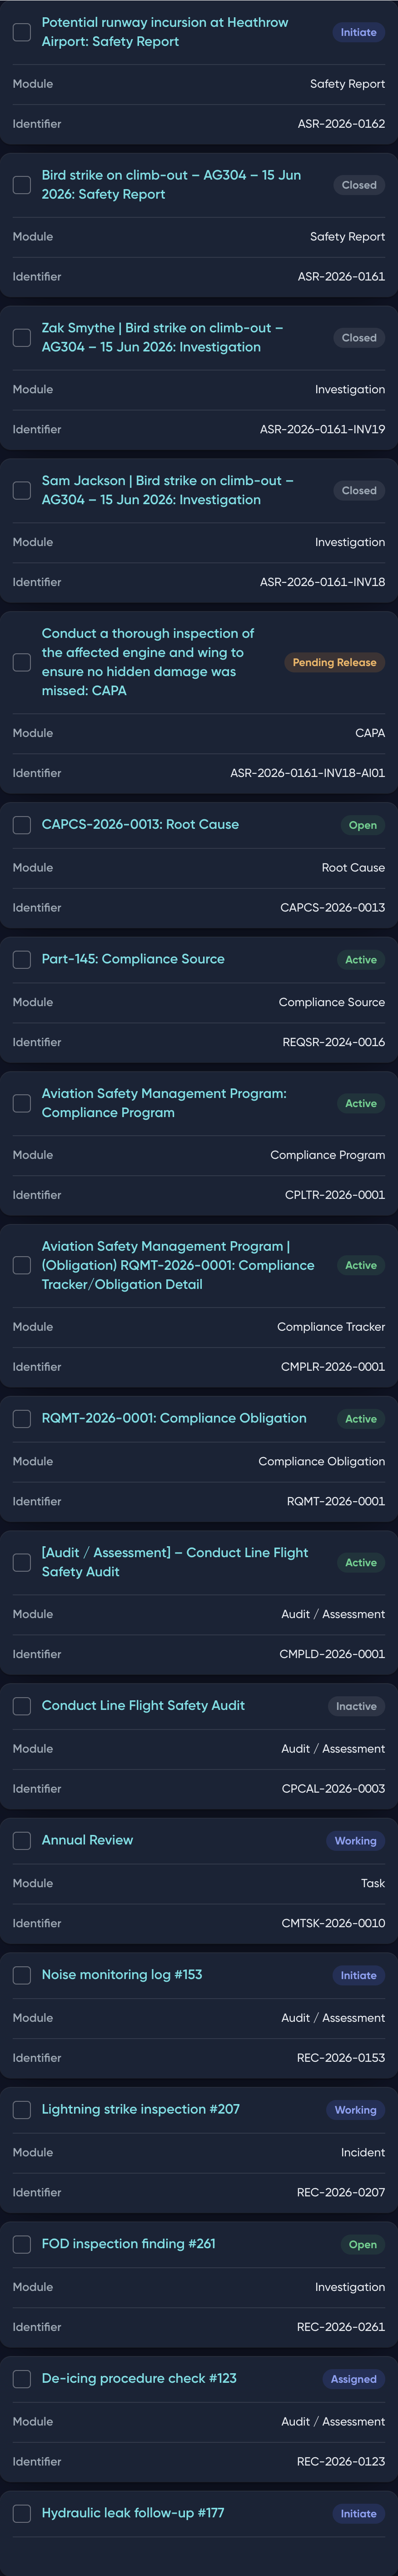 Potential runway incursion at Heathrow
Airport: Safety Report
Initiate
Module
Safety Report
Identifier
ASR-2026-0162
Bird strike on climb-out – AG304 – 15 Jun
2026: Safety Report
Closed
Module
Safety Report
Identifier
ASR-2026-0161
Zak Smythe | Bird strike on climb-out –
AG304 – 15 Jun 2026: Investigation
Closed
Module
Investigation
Identifier
ASR-2026-0161-INV19
Sam Jackson | Bird strike on climb-out –
AG304 – 15 Jun 2026: Investigation
Closed
Module
Investigation
Identifier
ASR-2026-0161-INV18
Conduct a thorough inspection of
the affected engine and wing to
ensure no hidden damage was
missed: CAPA
Pending Release
Module
CAPA
Identifier
ASR-2026-0161-INV18-AI01
CAPCS-2026-0013: Root Cause
Open
Module
Root Cause
Identifier
CAPCS-2026-0013
Part-145: Compliance Source
Active
Module
Compliance Source
Identifier
REQSR-2024-0016
Aviation Safety Management Program:
Compliance Program
Active
Module
Compliance Program
Identifier
CPLTR-2026-0001
Aviation Safety Management Program |
(Obligation) RQMT-2026-0001: Compliance
Tracker/Obligation Detail
Active
Module
Compliance Tracker
Identifier
CMPLR-2026-0001
RQMT-2026-0001: Compliance Obligation
Active
Module
Compliance Obligation
Identifier
RQMT-2026-0001
[Audit / Assessment] – Conduct Line Flight
Safety Audit
Active
Module
Audit / Assessment
Identifier
CMPLD-2026-0001
Conduct Line Flight Safety Audit
Inactive
Module
Audit / Assessment
Identifier
CPCAL-2026-0003
Annual Review
Working
Module
Task
Identifier
CMTSK-2026-0010
Noise monitoring log #153
Initiate
Module
Audit / Assessment
Identifier
REC-2026-0153
Lightning strike inspection #207
Working
Module
Incident
Identifier
REC-2026-0207
FOD inspection finding #261
Open
Module
Investigation
Identifier
REC-2026-0261
De-icing procedure check #123
Assigned
Module
Audit / Assessment
Identifier
REC-2026-0123
Hydraulic leak follow-up #177
Initiate